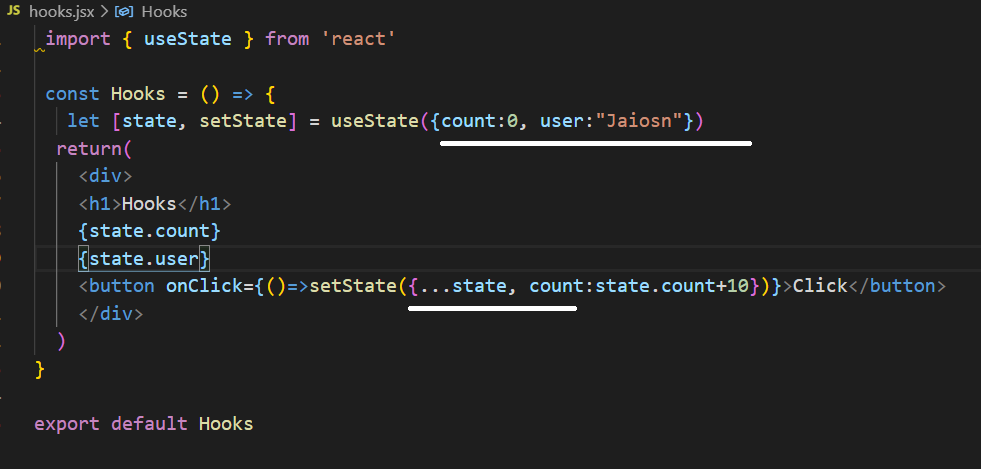 JS hooks.jsx > Hooks
import { useState } from 'react'
const Hooks = () => {
let [state, setState] = useState({count:0, user:"Jaiosn"})
return(
<div>
<h1>Hooks</h1>
{state.count}
{state.user}
<button onClick={()=>setState({...state, count:state.count+10})}>Click</button>
</div>
)
}
export default Hooks